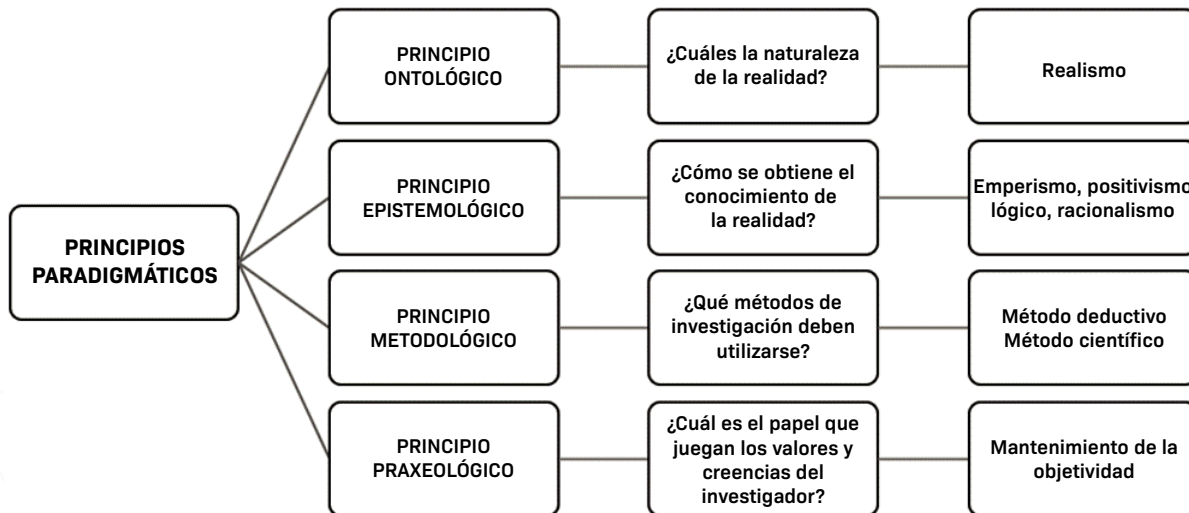 PRINCIPIOS
PARADIGMÁTICOS
PRINCIPIO
ONTOLÓGICO
¿Cuáles la naturaleza
de la realidad?
Realismo
PRINCIPIO
EPISTEMOLÓGICO
¿Cómo se obtiene el
conocimiento de
la realidad?
Emperismo, positivismo
lógico, racionalismo
PRINCIPIO
METODOLÓGICO
¿Qué métodos de
investigación deben
utilizarse?
Método deductivo
Método científico
PRINCIPIO
PRAXEOLÓGICO
¿Cuál es el papel que
juegan los valores y
creencias del
investigador?
Mantenimiento de la
objetividad